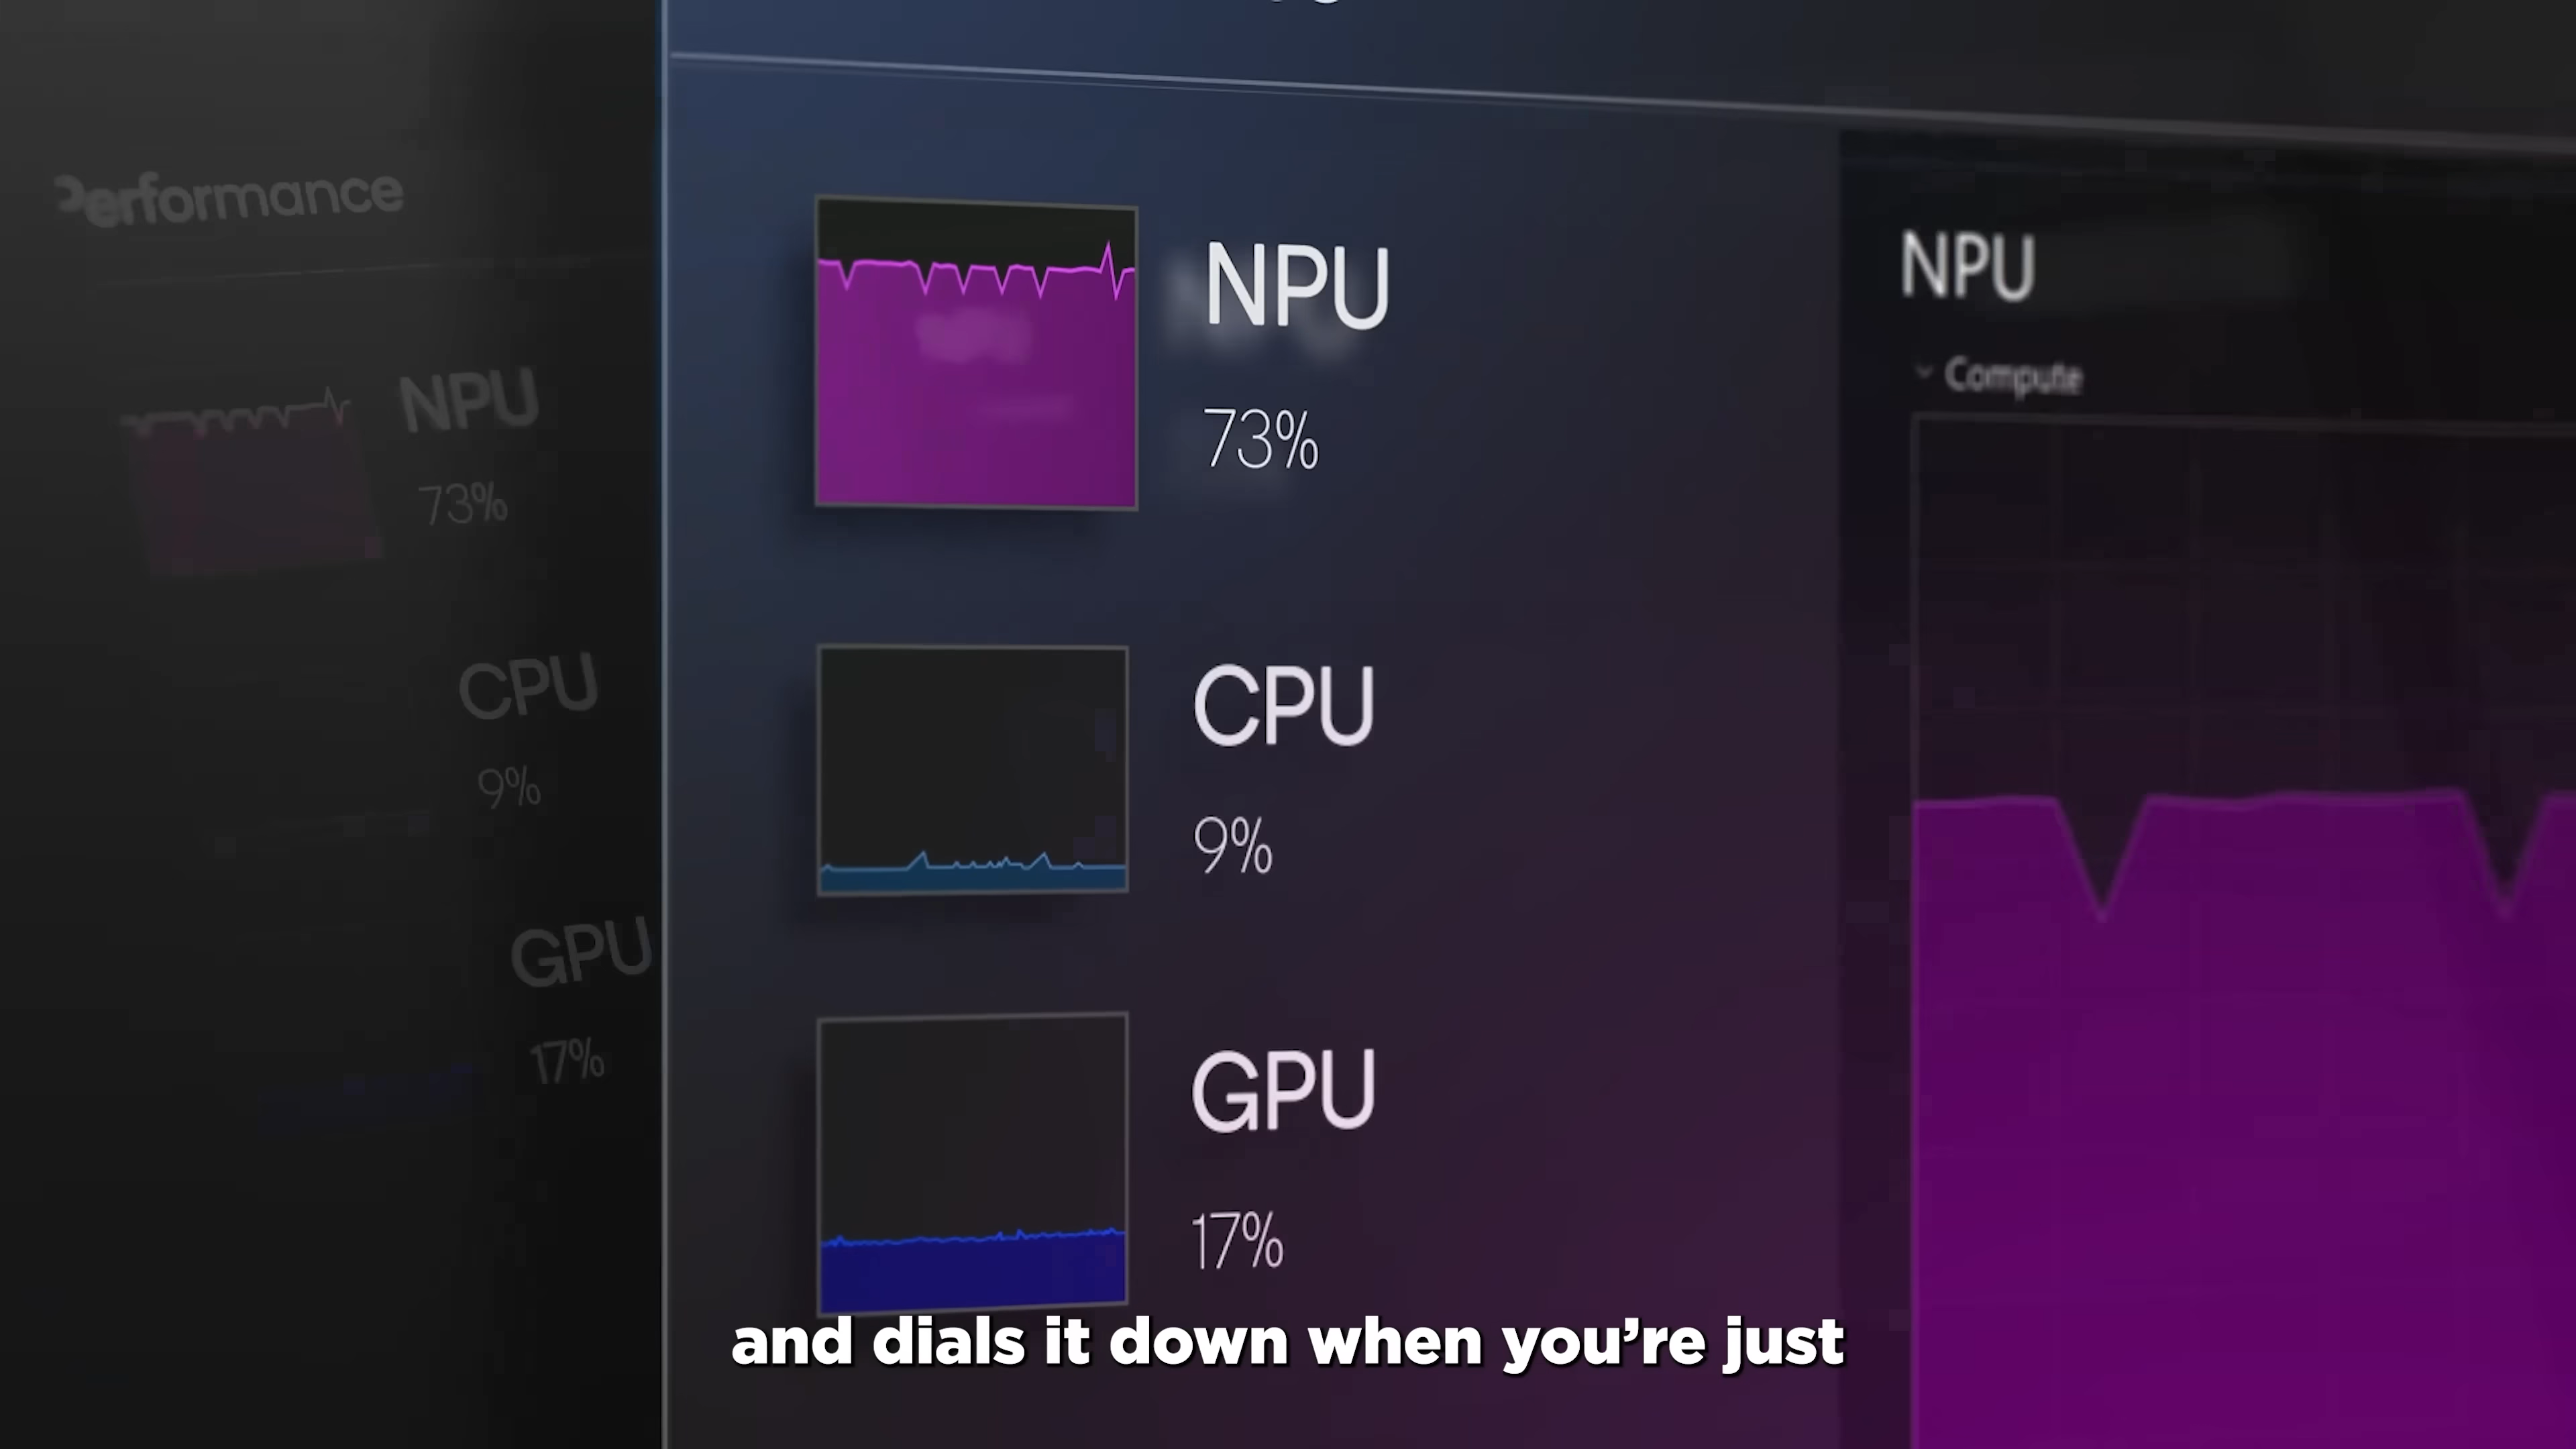 Performance
NPU
73%
CPU
9%
GPU
17%
NPU
73%
CPU
9%
GPU
17%
NPU
Compute
and dials it down when you’re just